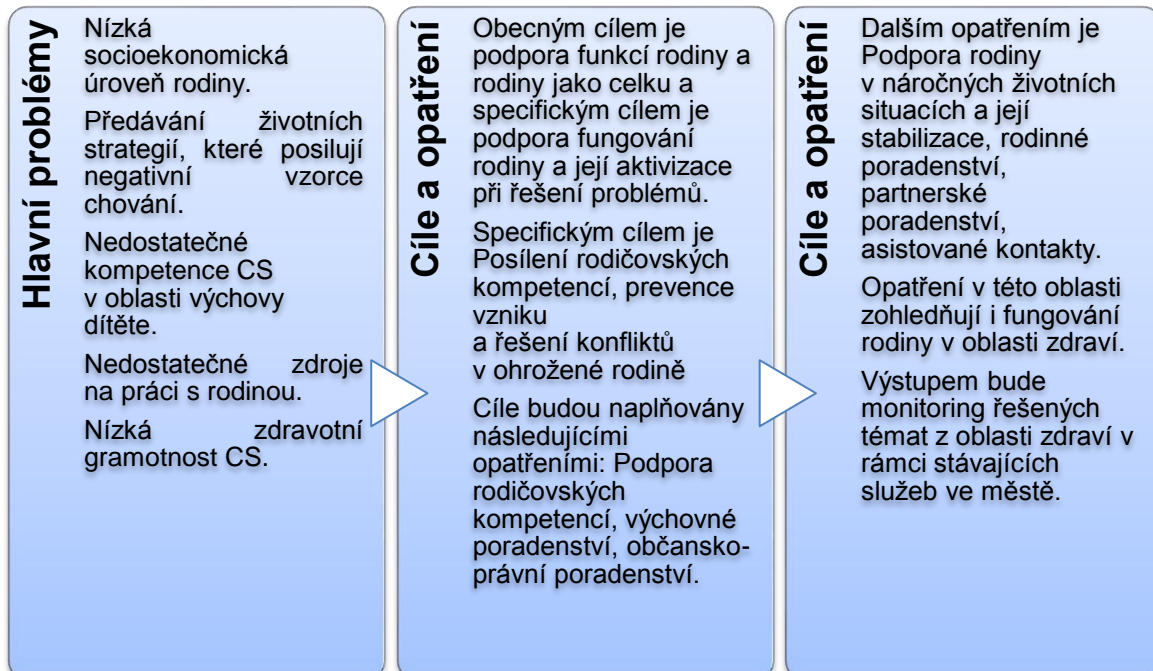 Hlavní problémy
Nízká
socioekonomická
úroveň rodiny.
Předávání životních
strategií, které posilují
negativní vzorce
chování.
Nedostatečné
kompetence CS
v oblasti výchovy
dítěte.
Nedostatečné zdroje
na práci s rodinou.
Nízká zdravotní
gramotnost CS.
Cíle a opatření
Obecným cílem je
podpora funkcí rodiny a
rodiny jako celku a
specifickým cílem je
podpora fungování
rodiny a její aktivizace
při řešení problémů.
Specifickým cílem je
Posílení rodičovských
kompetencí, prevence
vzniku
a řešení konfliktů
v ohrožené rodině
Cíle budou naplňovány
následujícími
opatřeními: Podpora
rodičovských
kompetencí, výchovné
poradenství, občansko-
právní poradenství.
Cíle a opatření
Dalším opatřením je
Podpora rodiny
v náročných životních
situacích a její
stabilizace, rodinné
poradenství,
partnerské
poradenství,
asistované kontakty.
Opatření v této oblasti
zohledňují i fungování
rodiny v oblasti zdraví.
Výstupem bude
monitoring řešených
témat z oblasti zdraví v
rámci stávajících
služeb ve městě.